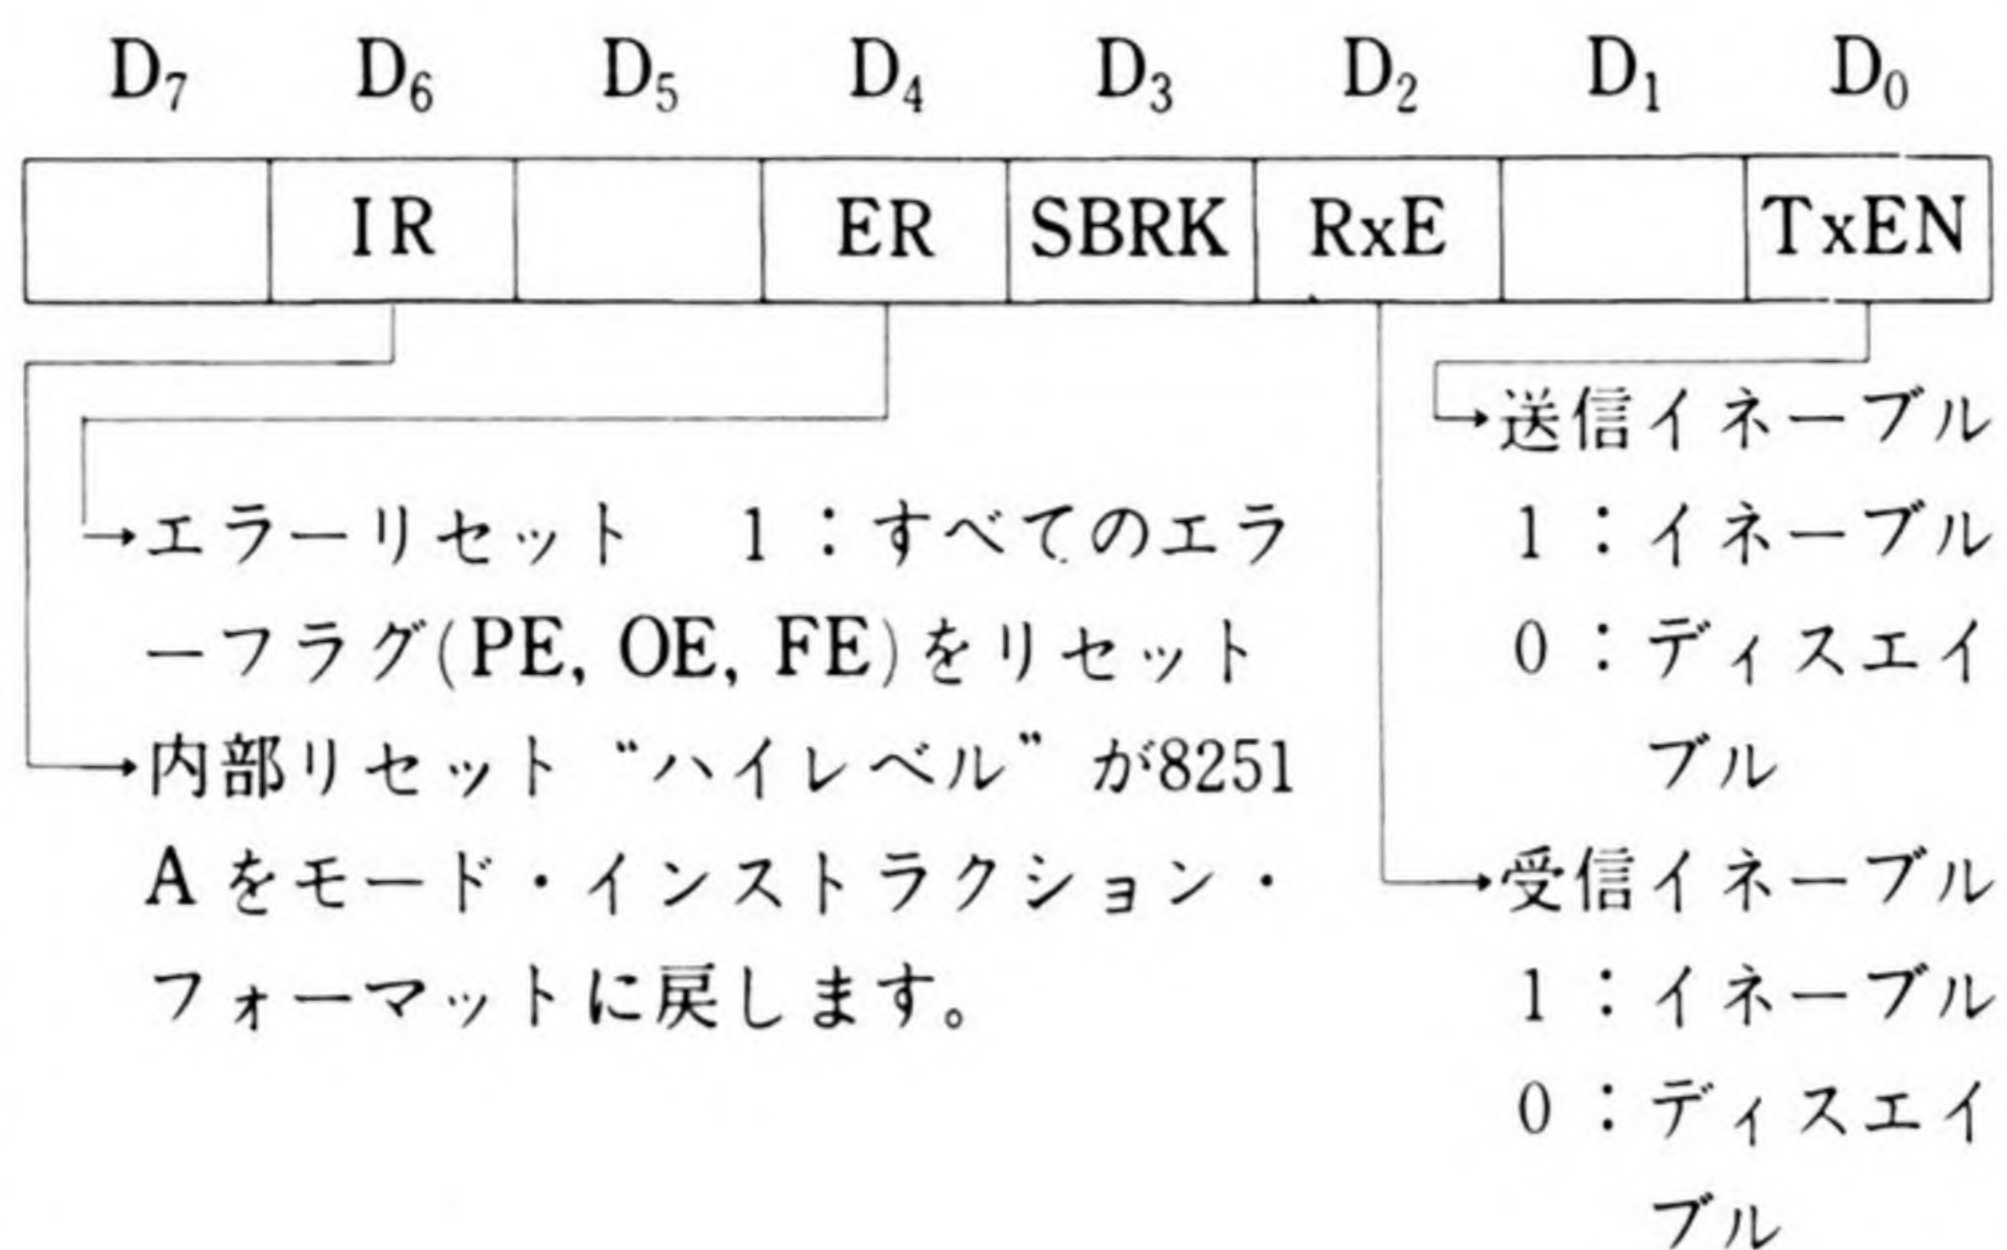 D₇ D₆ D₅ D₄ D₃ D₂ D₁ D₀
IR ER SBRK RxE TxEN
エラーリセット 1：すべてのエラ
ーフラグ(PE, OE, FE)をリセット
内部リセット “ハイレベル” が8251
A をモード・インストラクション・
フォーマットに戻します。
送信イネーブル
1：イネーブル
0：ディスエイ
ブル
受信イネーブル
1：イネーブル
0：ディスエイ
ブル